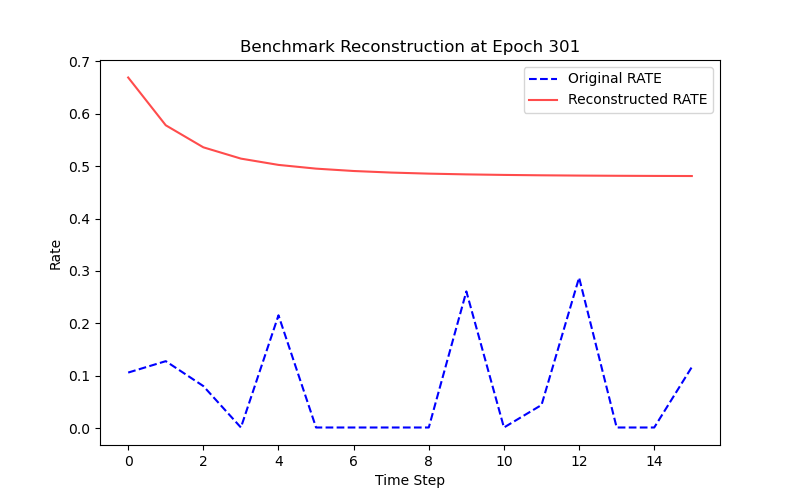 Benchmark Reconstruction at Epoch 301
Original RATE
Reconstructed RATE
0.7
0.6
0.5
0.4
0.3
0.2
0.1
0.0
Rate
0 2 4 6 8 10 12 14
Time Step